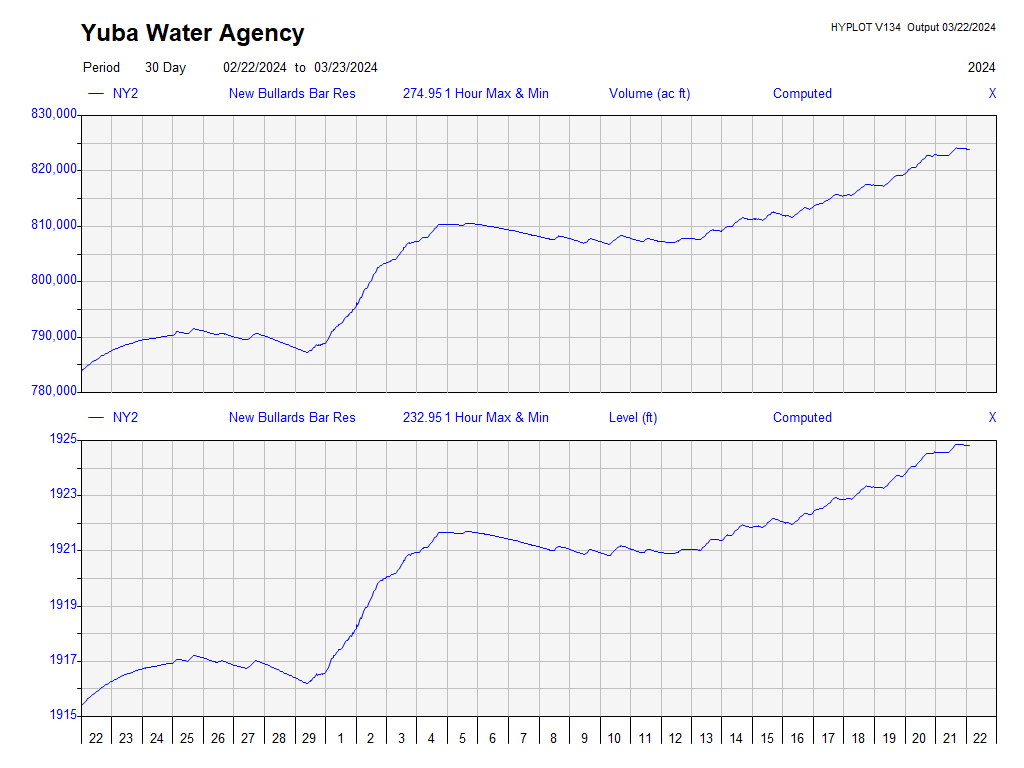 Yuba Water Agency
HYPLOT V134 Output 03/22/2024
Period 30 Day 02/22/2024 to 03/23/2024 2024
NY2 New Bullards Bar Res 274.95 1 Hour Max & Min Volume (ac ft) Computed X
830,000
820,000
810,000
800,000
790,000
780,000
NY2 New Bullards Bar Res 232.95 1 Hour Max & Min Level (ft) Computed X
1925
1923
1921
1919
1917
1915
22 23 24 25 26 27 28 29 1 2 3 4 5 6 7 8 9 10 11 12 13 14 15 16 17 18 19 20 21 22